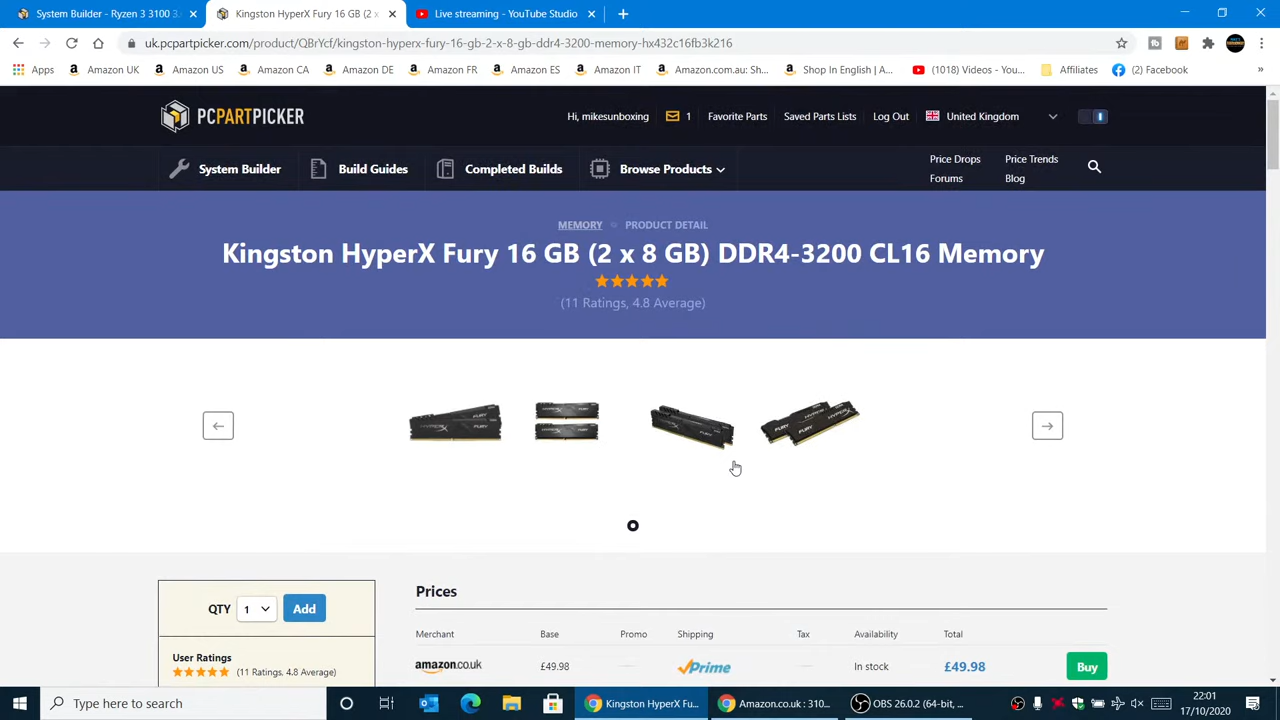 System Builder - Ryzen 3 3100 3.
Kingston HyperX Fury 16 GB (2 x
Live streaming - YouTube Studio
uk.pcpartpicker.com/product/QBrYcf/kingston-hyperx-fury-16-gb-2-x-8-gb-ddr4-3200-memory-hx432c16fb3k216
Apps Amazon UK Amazon US Amazon CA Amazon DE Amazon FR Amazon ES Amazon IT Amazon.com.au: Sh... Shop In English | A... (1018) Videos - You... Affiliates (2) Facebook »
PCPARTPICKER
Hi, mikesunboxing 1 Favorite Parts Saved Parts Lists Log Out United Kingdom
System Builder Build Guides Completed Builds Browse Products
Price Drops Price Trends
Forums Blog
MEMORY PRODUCT DETAIL
Kingston HyperX Fury 16 GB (2 x 8 GB) DDR4-3200 CL16 Memory
(11 Ratings, 4.8 Average)
HYPERX FURY
FURY HYPERX
FURY
QTY 1 Add
User Ratings
(11 Ratings, 4.8 Average)
Prices
Merchant Base Promo Shipping Tax Availability Total
amazon.co.uk £49.98 Prime In stock £49.98 Buy
Type here to search
Kingston HyperX Fu...
Amazon.co.uk : 310...
OBS 26.0.2 (64-bit, ...
22:01
17/10/2020